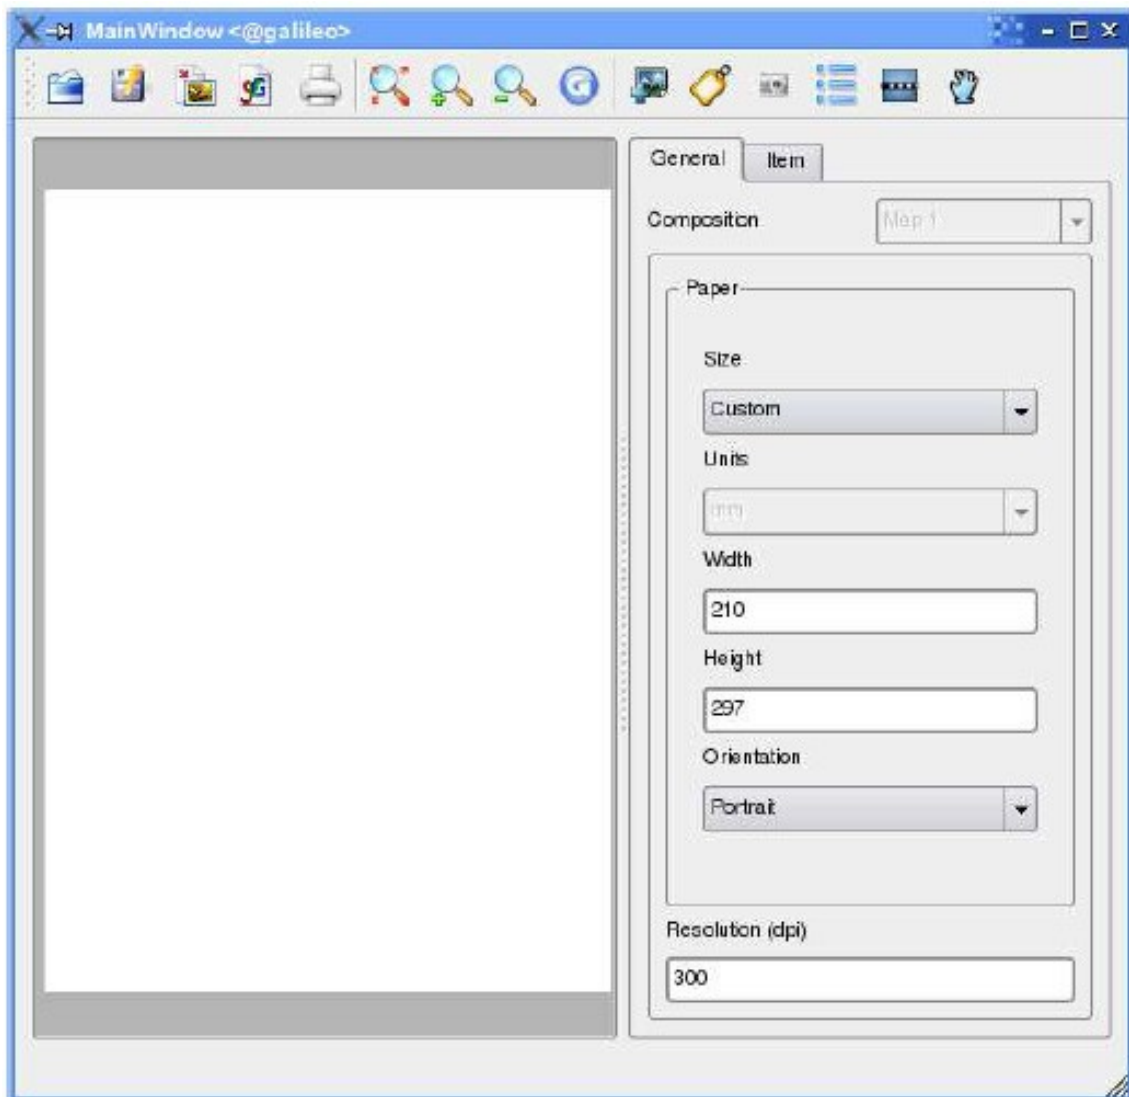 MainWindow <@galileo>
General
Item
Composition
Map 1
Paper
Size
Custom
Units
mm
Width
210
Height
297
Orientation
Portrait
Resolution (dpi)
300